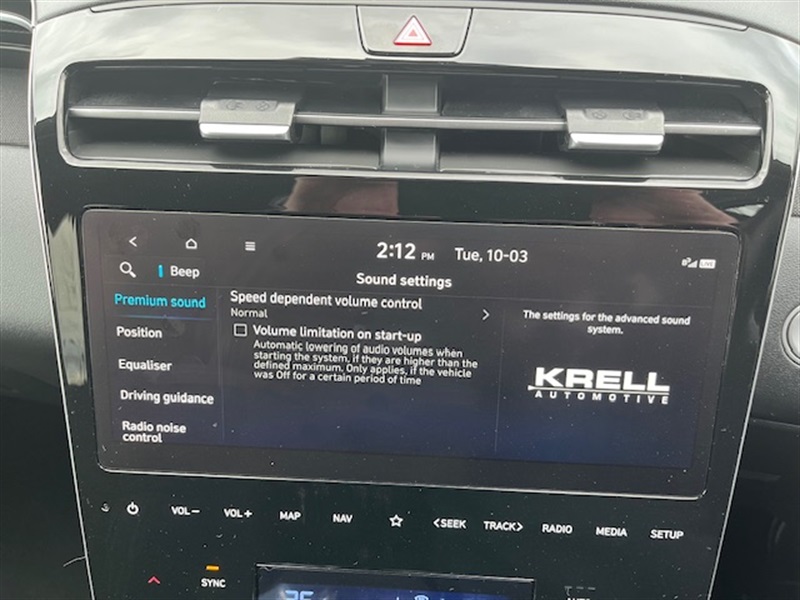 2:12 PM Tue, 10-03
LIVE
Beep
Sound settings
Premium sound
Position
Equaliser
Driving guidance
Radio noise
control
Speed dependent volume control
Normal
Volume limitation on start-up
Automatic lowering of audio volumes when
starting the system, if they are higher than the
defined maximum. Only applies, if the vehicle
was Off for a certain period of time
The settings for the advanced sound
system.
KRELL
AUTOMOTIVE
VOL− VOL+ MAP NAV <SEEK TRACK> RADIO MEDIA SETUP
SYNC